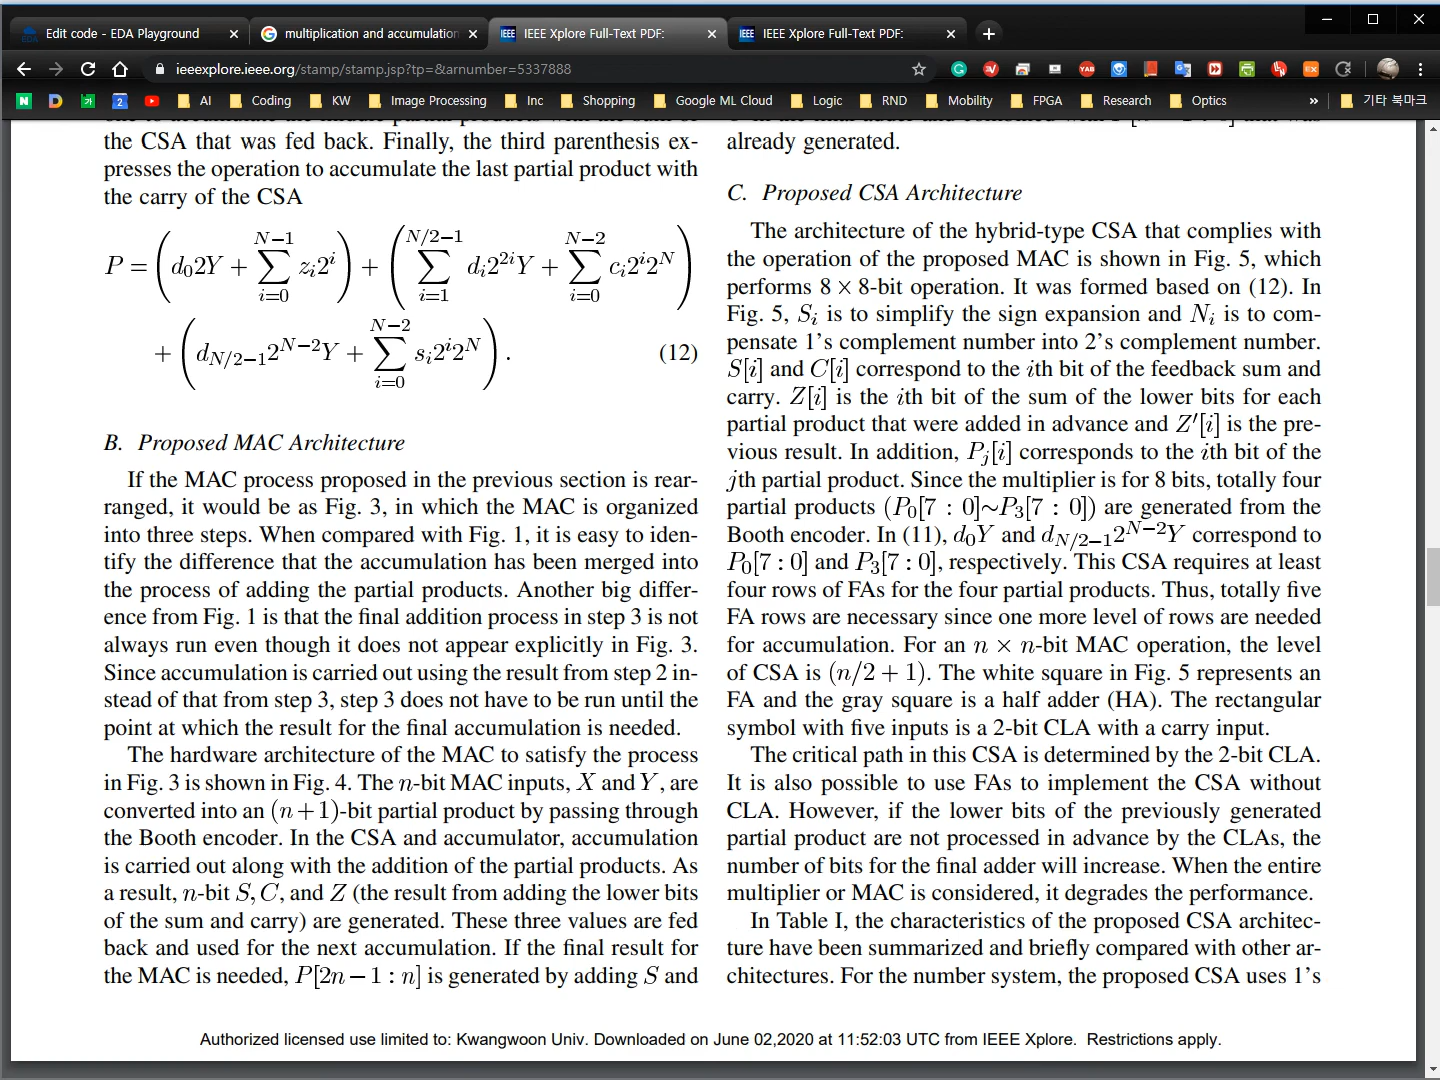 Edit code - EDA Playground
multiplication and accumulation
IEEE Xplore Full-Text PDF:
IEEE Xplore Full-Text PDF:
ieeexplore.ieee.org/stamp/stamp.jsp?tp=&arnumber=5337888
AI
Coding
KW
Image Processing
Inc
Shopping
Google ML Cloud
Logic
RND
Mobility
FPGA
Research
Optics
»
기타 북마크
the CSA that was fed back. Finally, the third parenthesis ex-
presses the operation to accumulate the last partial product with
the carry of the CSA
P = ( d₀2Y + ∑_{i=0}^{N−1} zᵢ2ⁱ ) + ( ∑_{i=1}^{N/2−1} dᵢ2²ⁱY + ∑_{i=0}^{N−2} cᵢ2ⁱ2ᴺ )
+ ( d_{N/2−1}2^{N−2}Y + ∑_{i=0}^{N−2} sᵢ2ⁱ2ᴺ ) . (12)
B. Proposed MAC Architecture
If the MAC process proposed in the previous section is rear-
ranged, it would be as Fig. 3, in which the MAC is organized
into three steps. When compared with Fig. 1, it is easy to iden-
tify the difference that the accumulation has been merged into
the process of adding the partial products. Another big differ-
ence from Fig. 1 is that the final addition process in step 3 is not
always run even though it does not appear explicitly in Fig. 3.
Since accumulation is carried out using the result from step 2 in-
stead of that from step 3, step 3 does not have to be run until the
point at which the result for the final accumulation is needed.
The hardware architecture of the MAC to satisfy the process
in Fig. 3 is shown in Fig. 4. The n-bit MAC inputs, X and Y, are
converted into an (n+1)-bit partial product by passing through
the Booth encoder. In the CSA and accumulator, accumulation
is carried out along with the addition of the partial products. As
a result, n-bit S, C, and Z (the result from adding the lower bits
of the sum and carry) are generated. These three values are fed
back and used for the next accumulation. If the final result for
the MAC is needed, P[2n−1 : n] is generated by adding S and
already generated.
C. Proposed CSA Architecture
The architecture of the hybrid-type CSA that complies with
the operation of the proposed MAC is shown in Fig. 5, which
performs 8 × 8-bit operation. It was formed based on (12). In
Fig. 5, Sᵢ is to simplify the sign expansion and Nᵢ is to com-
pensate 1's complement number into 2's complement number.
S[i] and C[i] correspond to the ith bit of the feedback sum and
carry. Z[i] is the ith bit of the sum of the lower bits for each
partial product that were added in advance and Z′[i] is the pre-
vious result. In addition, Pⱼ[i] corresponds to the ith bit of the
jth partial product. Since the multiplier is for 8 bits, totally four
partial products (P₀[7 : 0]~P₃[7 : 0]) are generated from the
Booth encoder. In (11), d₀Y and d_{N/2−1}2^{N−2}Y correspond to
P₀[7 : 0] and P₃[7 : 0], respectively. This CSA requires at least
four rows of FAs for the four partial products. Thus, totally five
FA rows are necessary since one more level of rows are needed
for accumulation. For an n × n-bit MAC operation, the level
of CSA is (n/2 + 1). The white square in Fig. 5 represents an
FA and the gray square is a half adder (HA). The rectangular
symbol with five inputs is a 2-bit CLA with a carry input.
The critical path in this CSA is determined by the 2-bit CLA.
It is also possible to use FAs to implement the CSA without
CLA. However, if the lower bits of the previously generated
partial product are not processed in advance by the CLAs, the
number of bits for the final adder will increase. When the entire
multiplier or MAC is considered, it degrades the performance.
In Table I, the characteristics of the proposed CSA architec-
ture have been summarized and briefly compared with other ar-
chitectures. For the number system, the proposed CSA uses 1's
Authorized licensed use limited to: Kwangwoon Univ. Downloaded on June 02,2020 at 11:52:03 UTC from IEEE Xplore. Restrictions apply.